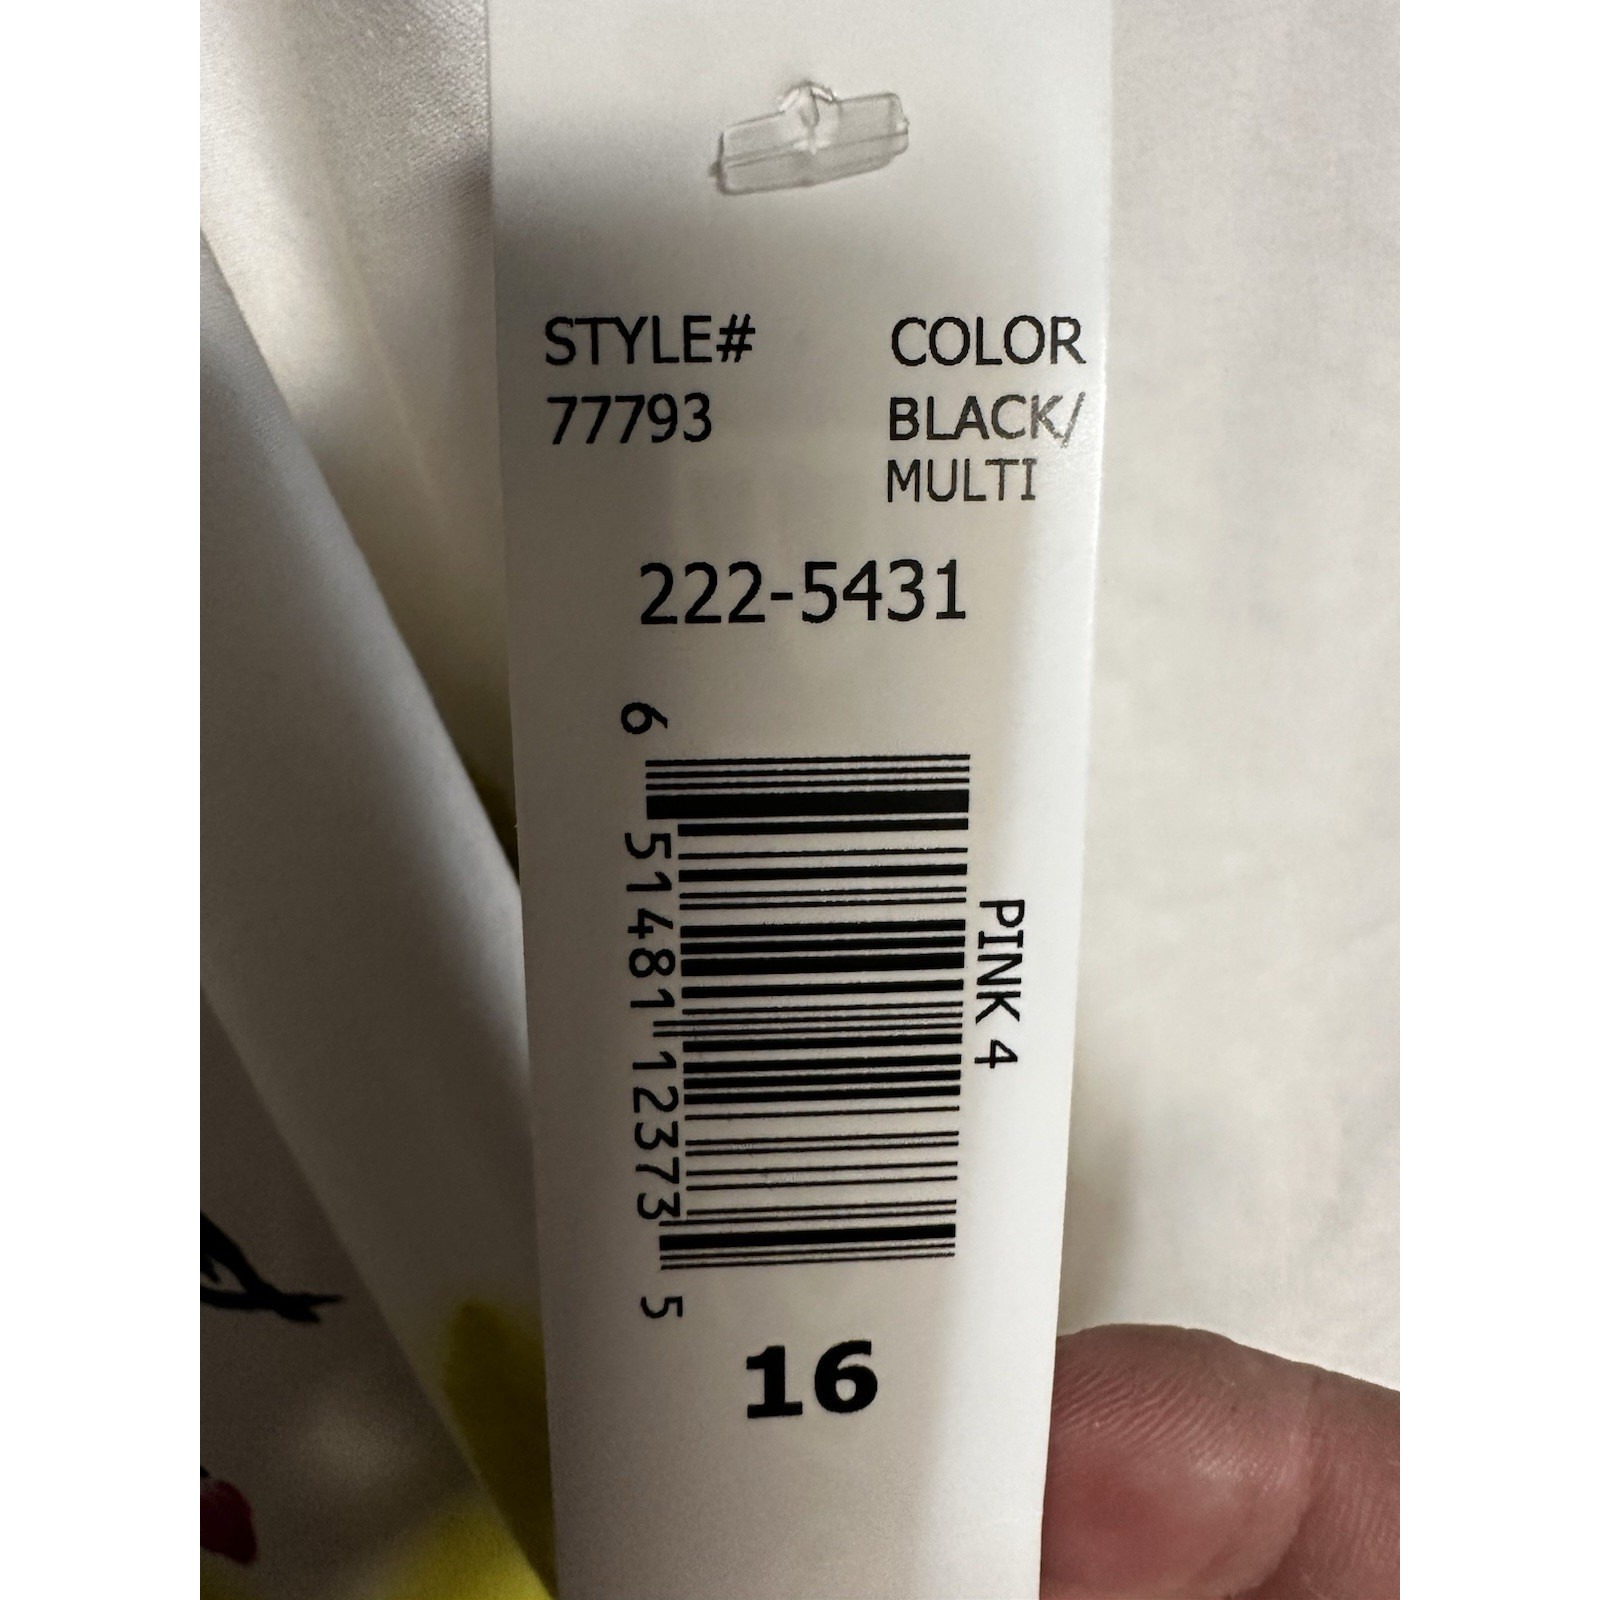 STYLE# COLOR
77793 BLACK/
MULTI
222-5431
6 51481 12373 5
PINK 4
16